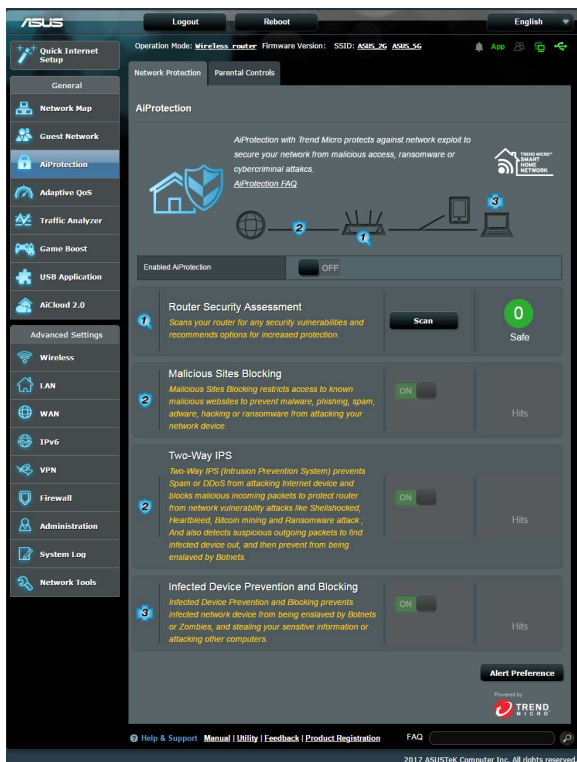 ASUS
Logout
Reboot
English
Quick Internet
Setup
General
Network Map
Guest Network
AiProtection
Adaptive QoS
Traffic Analyzer
Game Boost
USB Application
AiCloud 2.0
Advanced Settings
Wireless
LAN
WAN
IPv6
VPN
Firewall
Administration
System Log
Network Tools
Operation Mode: Wireless router Firmware Version: SSID: ASUS_2G ASUS_5G
App
Network Protection
Parental Controls
AiProtection
AiProtection with Trend Micro protects against network exploit to
secure your network from malicious access, ransomware or
cybercriminal attakcs.
AiProtection FAQ
TREND MICRO™
SMART
HOME
NETWORK
2
1
3
Enabled AiProtection
OFF
1
Router Security Assessment
Scans your router for any security vulnerabilities and
recommends options for increased protection.
Scan
0
Safe
2
Malicious Sites Blocking
Malicious Sites Blocking restricts access to known
malicious websites to prevent malware, phishing, spam,
adware, hacking or ransomware from attacking your
network device.
ON
Hits
2
Two-Way IPS
Two-Way IPS (Intrusion Prevention System) prevents
Spam or DDoS from attacking Internet device and
blocks malicious incoming packets to protect router
from network vulnerability attacks like Shellshocked,
Heartbleed, Bitcoin mining and Ransomware attack ,
And also detects suspicious outgoing packets to find
infected device out, and then prevent from being
enslaved by Botnets.
ON
Hits
3
Infected Device Prevention and Blocking
Infected Device Prevention and Blocking prevents
infected network device from being enslaved by Botnets
or Zombies, and stealing your sensitive information or
attacking other computers.
ON
Hits
Alert Preference
Powered by
TREND
MICRO
Help & Support Manual | Utility | Feedback | Product Registration FAQ
2017 ASUSTeK Computer Inc. All rights reserved